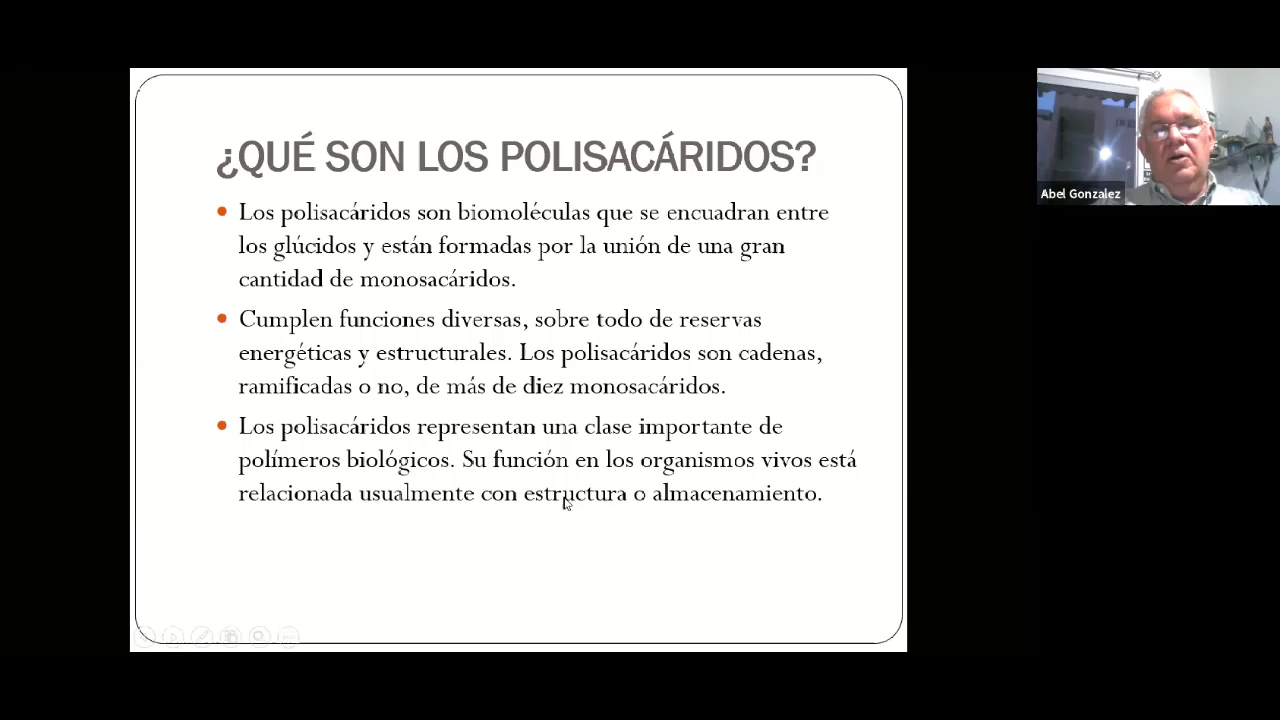 ¿QUÉ SON LOS POLISACÁRIDOS?
Los polisacáridos son biomoléculas que se encuadran entre
los glúcidos y están formadas por la unión de una gran
cantidad de monosacáridos.
Cumplen funciones diversas, sobre todo de reservas
energéticas y estructurales. Los polisacáridos son cadenas,
ramificadas o no, de más de diez monosacáridos.
Los polisacáridos representan una clase importante de
polímeros biológicos. Su función en los organismos vivos está
relacionada usualmente con estructura o almacenamiento.
Abel Gonzalez